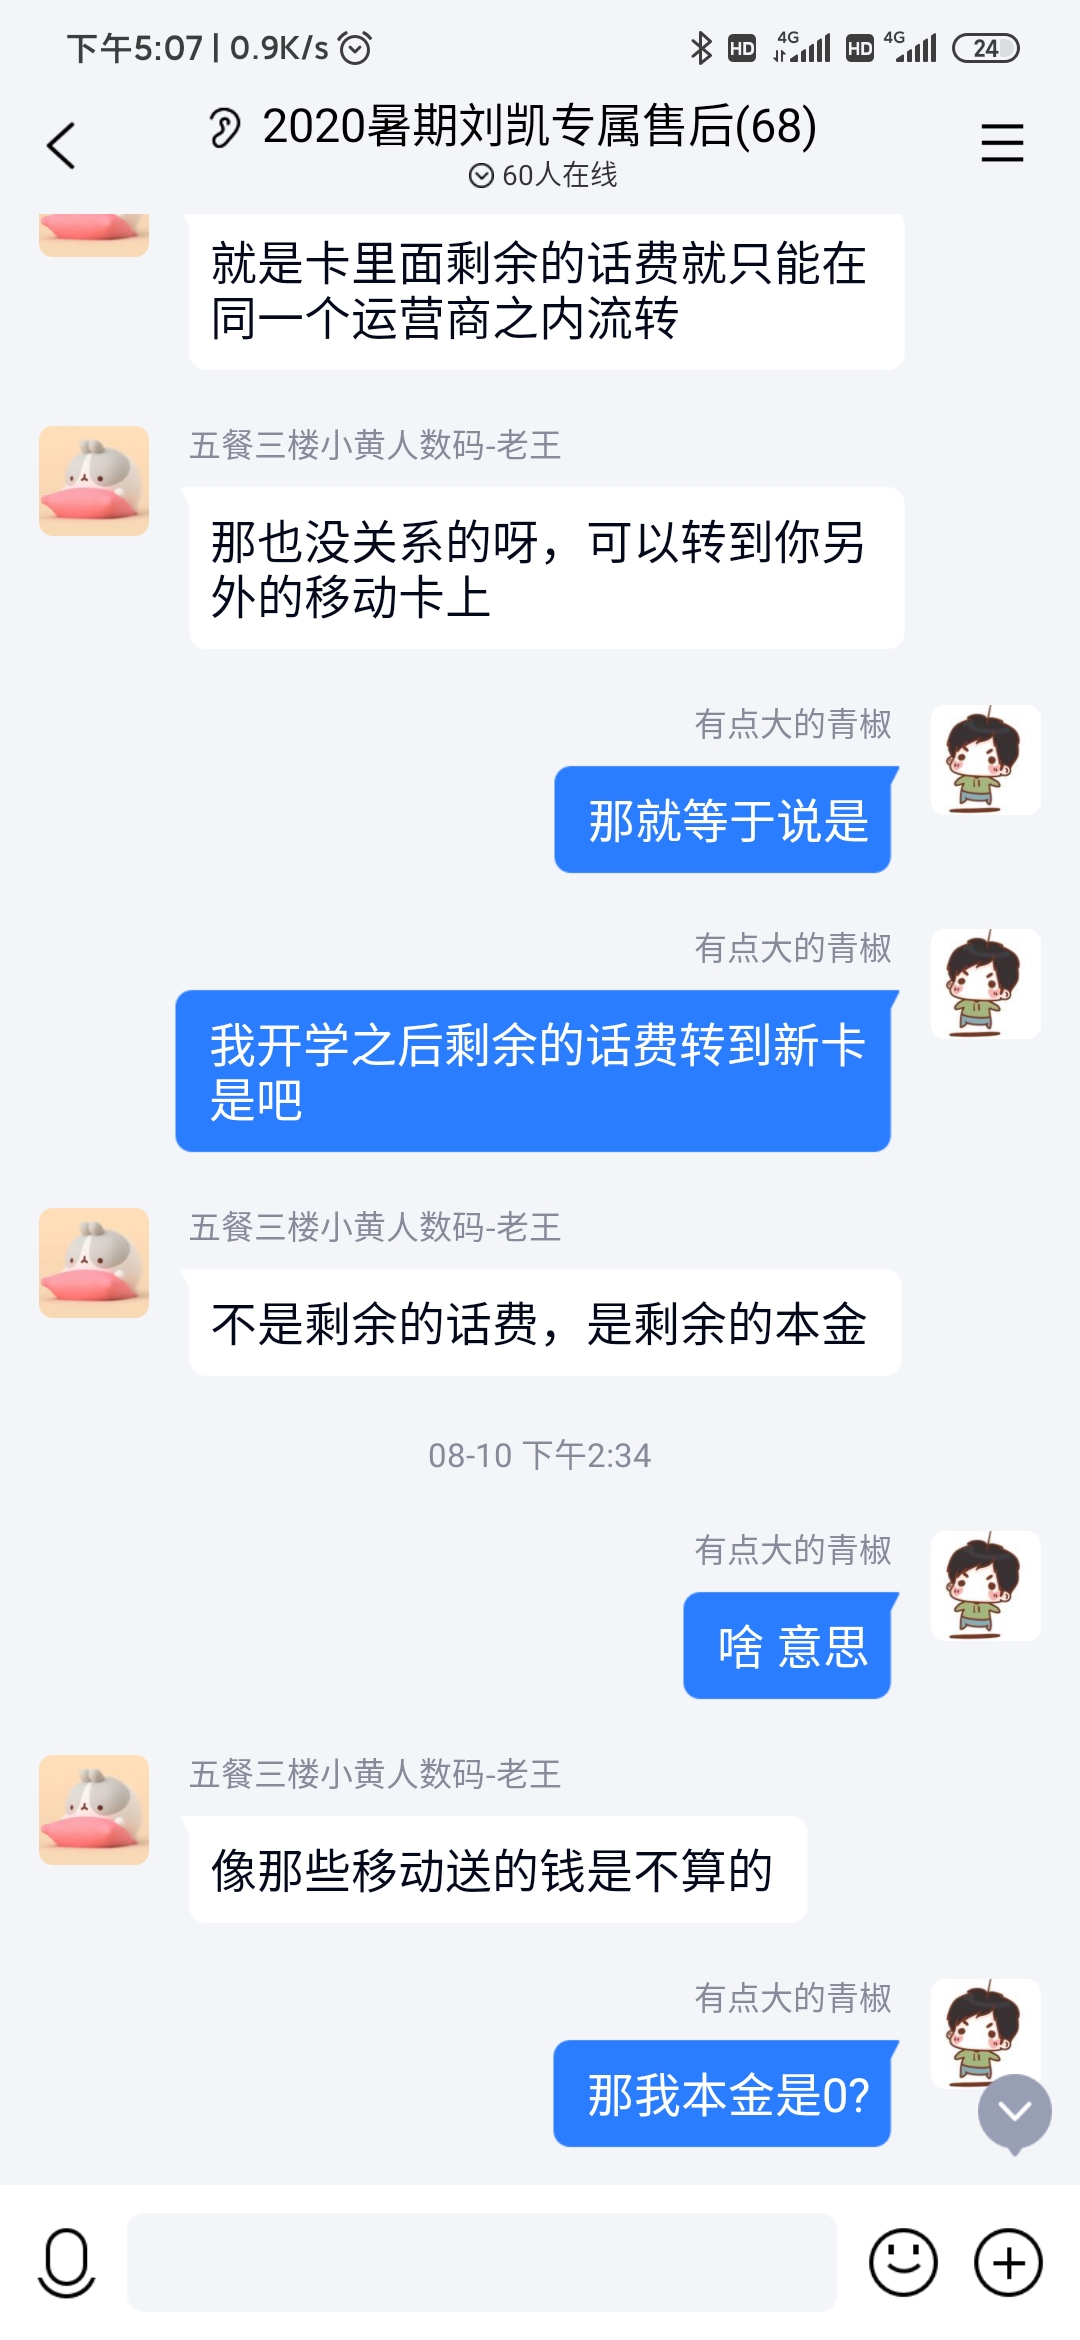 下午5:07 | 0.9K/s
HD 4G HD 4G 24
2020暑期刘凯专属售后(68)
60人在线
就是卡里面剩余的话费就只能在
同一个运营商之内流转
五餐三楼小黄人数码-老王
那也没关系的呀，可以转到你另
外的移动卡上
有点大的青椒
那就等于说是
有点大的青椒
我开学之后剩余的话费转到新卡
是吧
五餐三楼小黄人数码-老王
不是剩余的话费，是剩余的本金
08-10 下午2:34
有点大的青椒
啥 意思
五餐三楼小黄人数码-老王
像那些移动送的钱是不算的
有点大的青椒
那我本金是0?